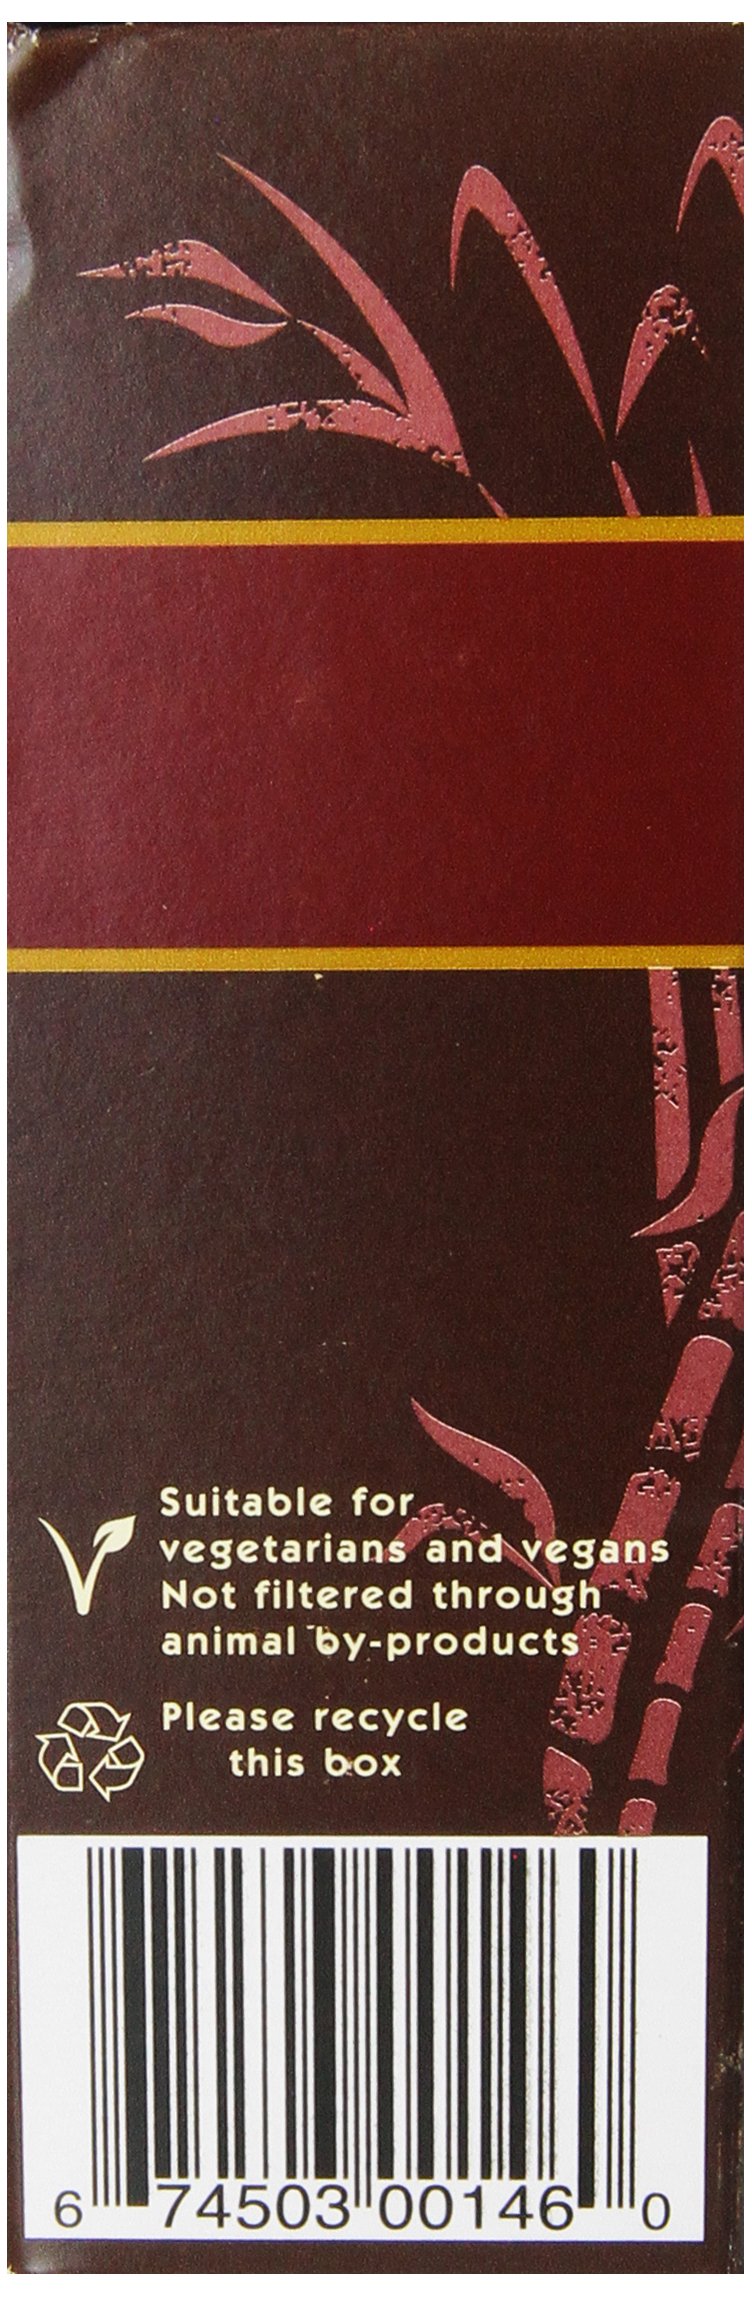 Suitable for
vegetarians and vegans
Not filtered through
animal by-products
Please recycle
this box
6 74503 00146 0